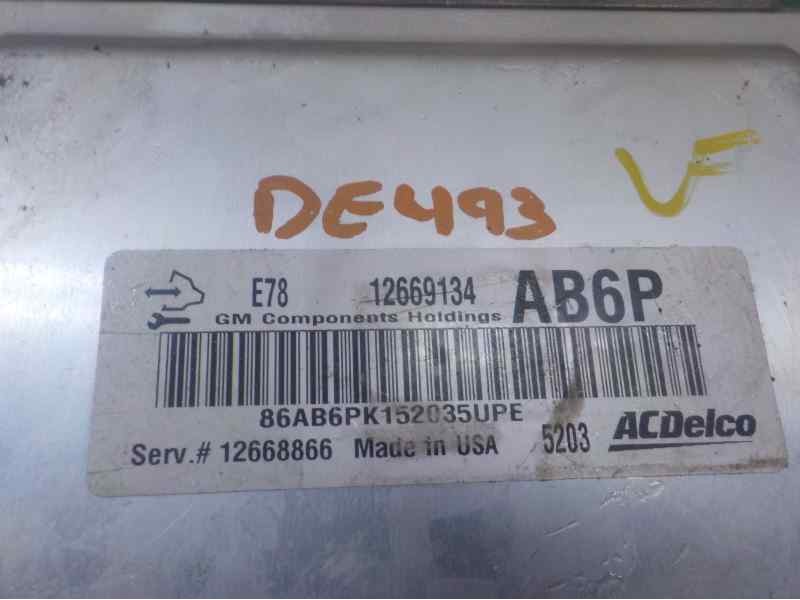 DE493
VF
E78 12669134 AB6P
GM Components Holdings
86AB6PK152035UPE
Serv.# 12668866 Made in USA 5203 ACDelco